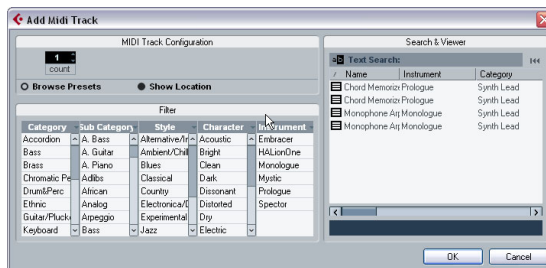 Add Midi Track
MIDI Track Configuration
1
count
Browse Presets
Show Location
Filter
Category Sub Category Style Character Instrument
Accordion A. Bass Alternative/In Acoustic Embracer
Bass A. Guitar Ambient/Chill Bright HALionOne
Brass A. Piano Blues Clean Monologue
Chromatic Pe Adlibs Classical Dark Mystic
Drum&Perc African Country Dissonant Prologue
Ethnic Analog Electronica/D Distorted Spector
Guitar/Plucke Arpeggio Experimental Dry
Keyboard Bass Jazz Electric
Search & Viewer
Text Search:
/ Name Instrument Category
Chord Memorize Prologue Synth Lead
Chord Memorize Prologue Synth Lead
Monophone Arp Monologue Synth Lead
Monophone Arp Monologue Synth Lead
OK Cancel